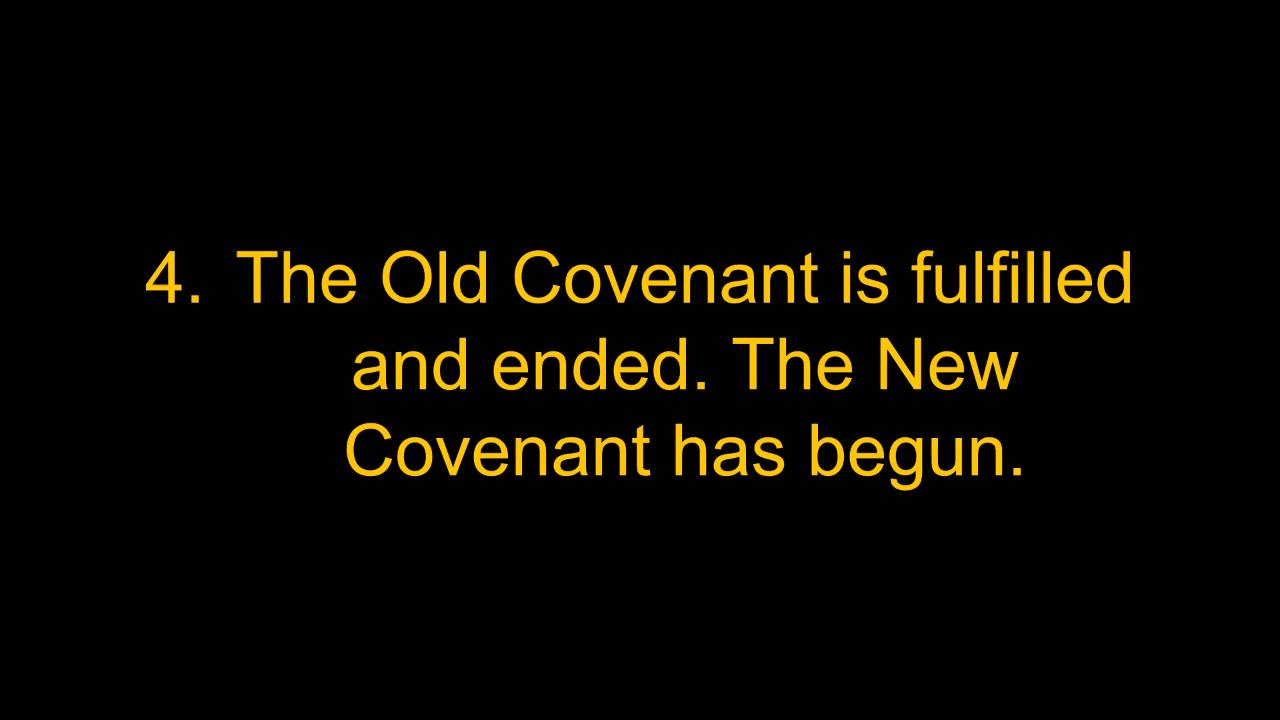 4. The Old Covenant is fulfilled
and ended. The New
Covenant has begun.